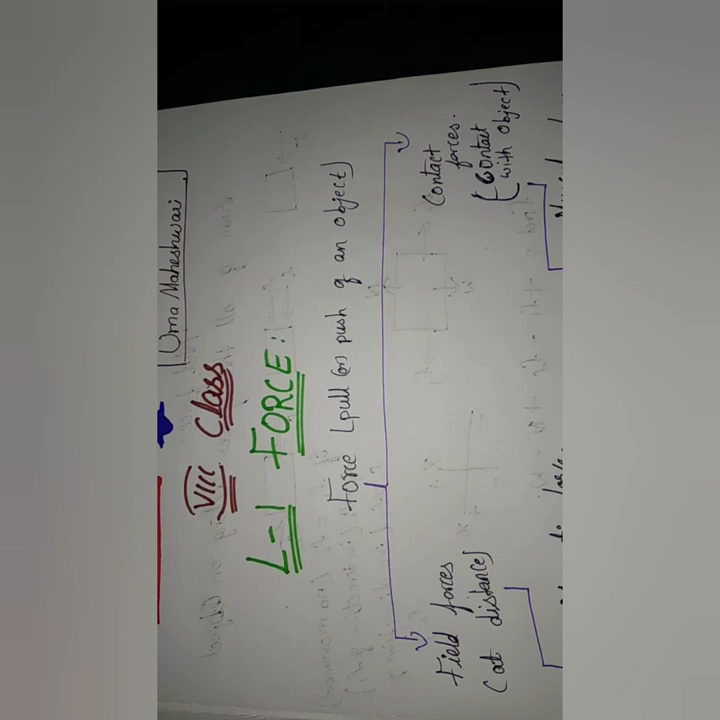 [Uma Maheshwari]
VIII Class
L-1 FORCE:
Force [pull (or) push of an object]
Field forces
(at distance]
Contact
forces.
[Contact
with object]